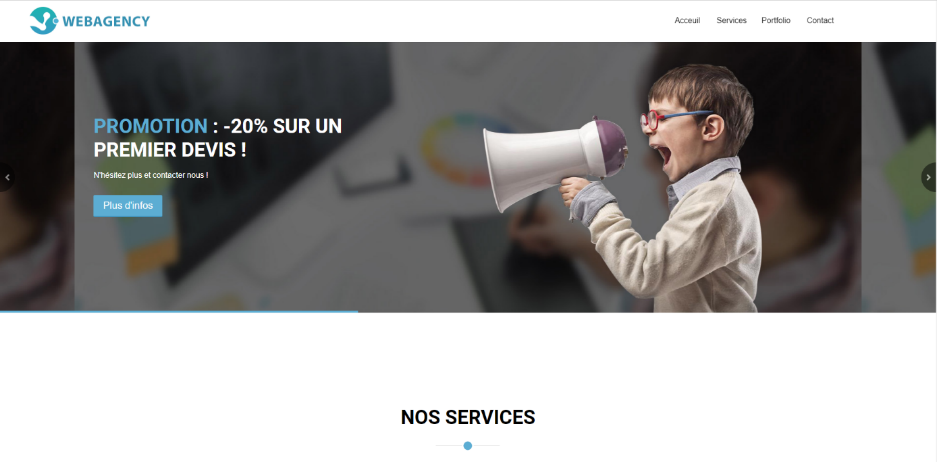 WEBAGENCY
Acceuil Services Portfolio Contact
PROMOTION : -20% SUR UN
PREMIER DEVIS !
N'hésitez plus et contacter nous !
Plus d'infos
NOS SERVICES